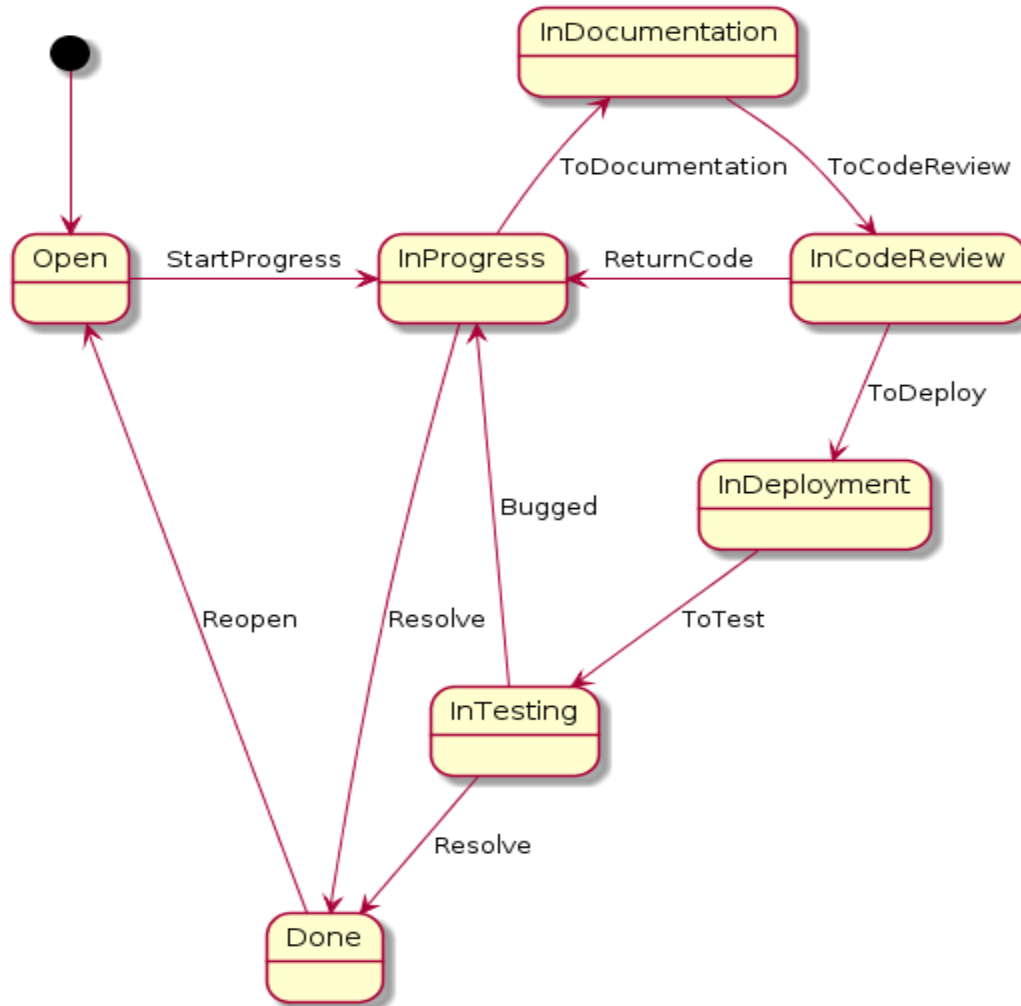 InDocumentation
ToDocumentation
ToCodeReview
Open
StartProgress
InProgress
ReturnCode
InCodeReview
ToDeploy
InDeployment
Bugged
Reopen
Resolve
ToTest
InTesting
Resolve
Done